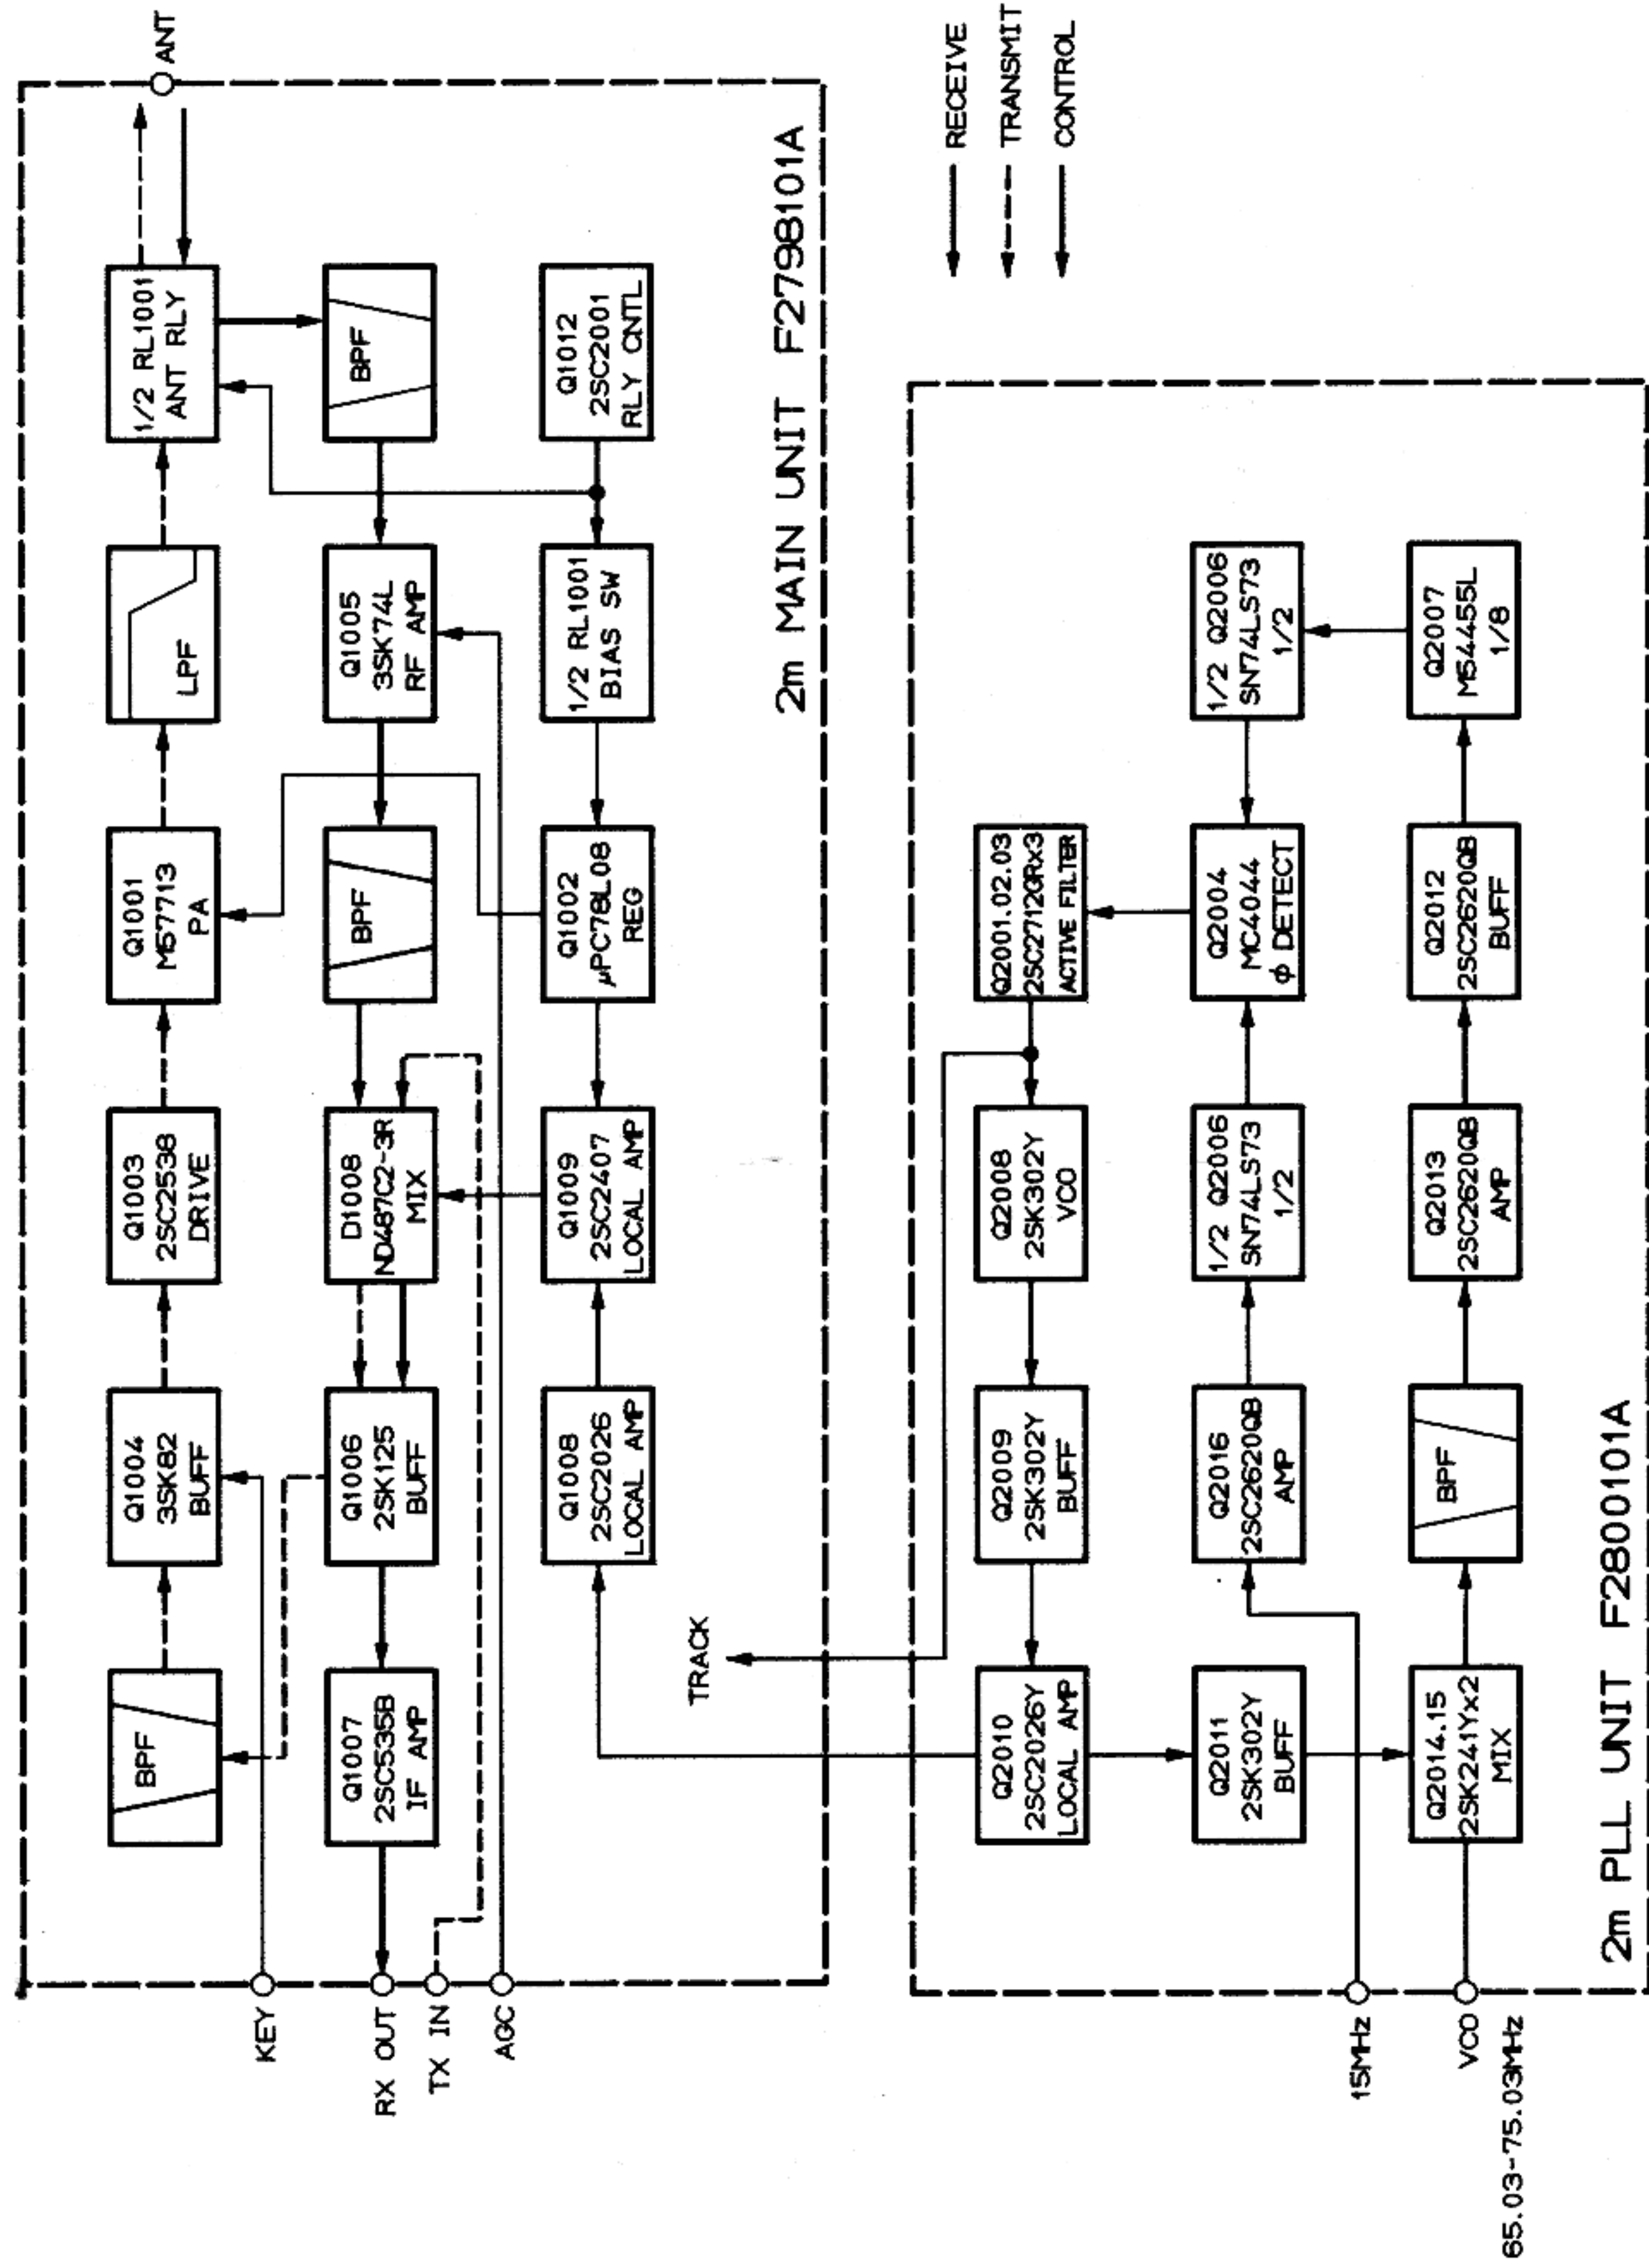 BPF
Q1004
3SK82
BUFF
Q1003
2SC2538
DRIVE
Q1001
M57713
PA
LPF
1/2 RL1001
ANT RLY
ANT
KEY
RX OUT
TX IN
AGC
Q1007
2SC535B
IF AMP
Q1006
2SK125
BUFF
D1008
ND487C2-3R
MIX
BPF
Q1005
3SK74L
RF AMP
BPF
Q1008
2SC2026
LOCAL AMP
Q1009
2SC2407
LOCAL AMP
Q1002
μPC78L08
REG
1/2 RL1001
BIAS SW
Q1012
2SC2001
RLY CNTL
TRACK
2m MAIN UNIT F2798101A
RECEIVE
TRANSMIT
CONTROL
Q2010
2SC2026Y
LOCAL AMP
Q2009
2SK302Y
BUFF
Q2008
2SK302Y
VCO
Q2001.02.03
2SC2712GRx3
ACTIVE FILTER
Q2011
2SK302Y
BUFF
Q2016
2SC2620QB
AMP
1/2 Q2006
SN74LS73
1/2
Q2004
MC4044
φ DETECT
1/2 Q2006
SN74LS73
1/2
15MHz
VCO
65.03-75.03MHz
Q2014.15
2SK241Yx2
MIX
BPF
Q2013
2SC2620QB
AMP
Q2012
2SC2620QB
BUFF
Q2007
M54455L
1/8
2m PLL UNIT F2800101A